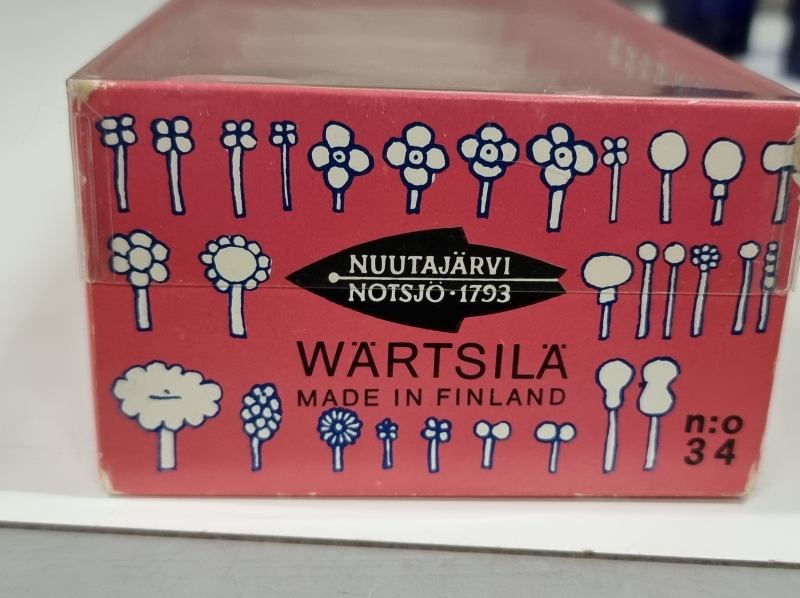 NUUTAJÄRVI
NOTSJÖ·1793
WÄRTSILÄ
MADE IN FINLAND
n:o
34